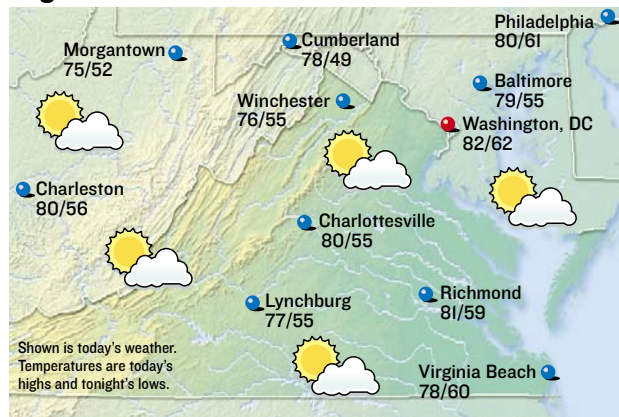 Philadelphia
80/61
Morgantown
75/52
Cumberland
78/49
Baltimore
79/55
Winchester
76/55
Washington, DC
82/62
Charleston
80/56
Charlottesville
80/55
Lynchburg
77/55
Richmond
81/59
Shown is today's weather.
Temperatures are today's
highs and tonight's lows.
Virginia Beach
78/60